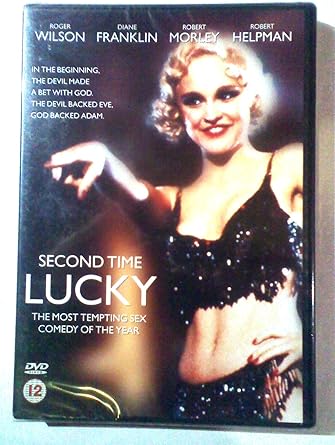 ROGER DIANE ROBERT ROBERT
WILSON FRANKLIN MORLEY HELPMAN
IN THE BEGINNING,
THE DEVIL MADE
A BET WITH GOD.
THE DEVIL BACKED EVE,
GOD BACKED ADAM.
SECOND TIME
LUCKY
THE MOST TEMPTING SEX
COMEDY OF THE YEAR
DVD
12